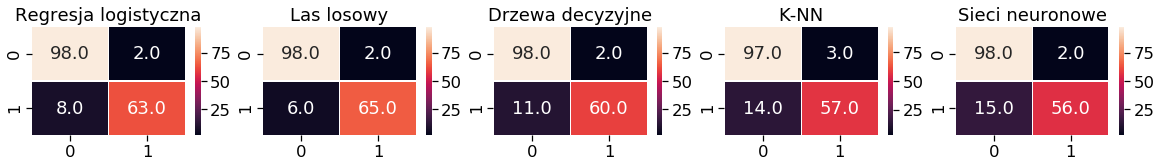 Regresja logistyczna
0 98.0 2.0 75
50
1 8.0 63.0 25
0 1
Las losowy
0 98.0 2.0 75
50
1 6.0 65.0 25
0 1
Drzewa decyzyjne
0 98.0 2.0 75
50
1 11.0 60.0 25
0 1
K-NN
0 97.0 3.0 75
50
1 14.0 57.0 25
0 1
Sieci neuronowe
0 98.0 2.0 75
50
1 15.0 56.0 25
0 1